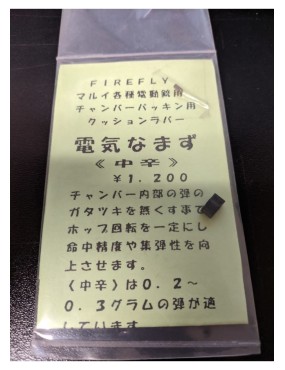 FIREFLY
マルイ各種電動銃用
チャンバーパッキン用
クッションラバー
電気なまず
《中辛》
¥1.200
チャンバー内部の弾の
ガタツキを無くすまで
ホップ回転を一定にし
命中精度や集弾性を向
上させます。
〈中辛〉は0.2～
0.3グラムの弾が適
しています